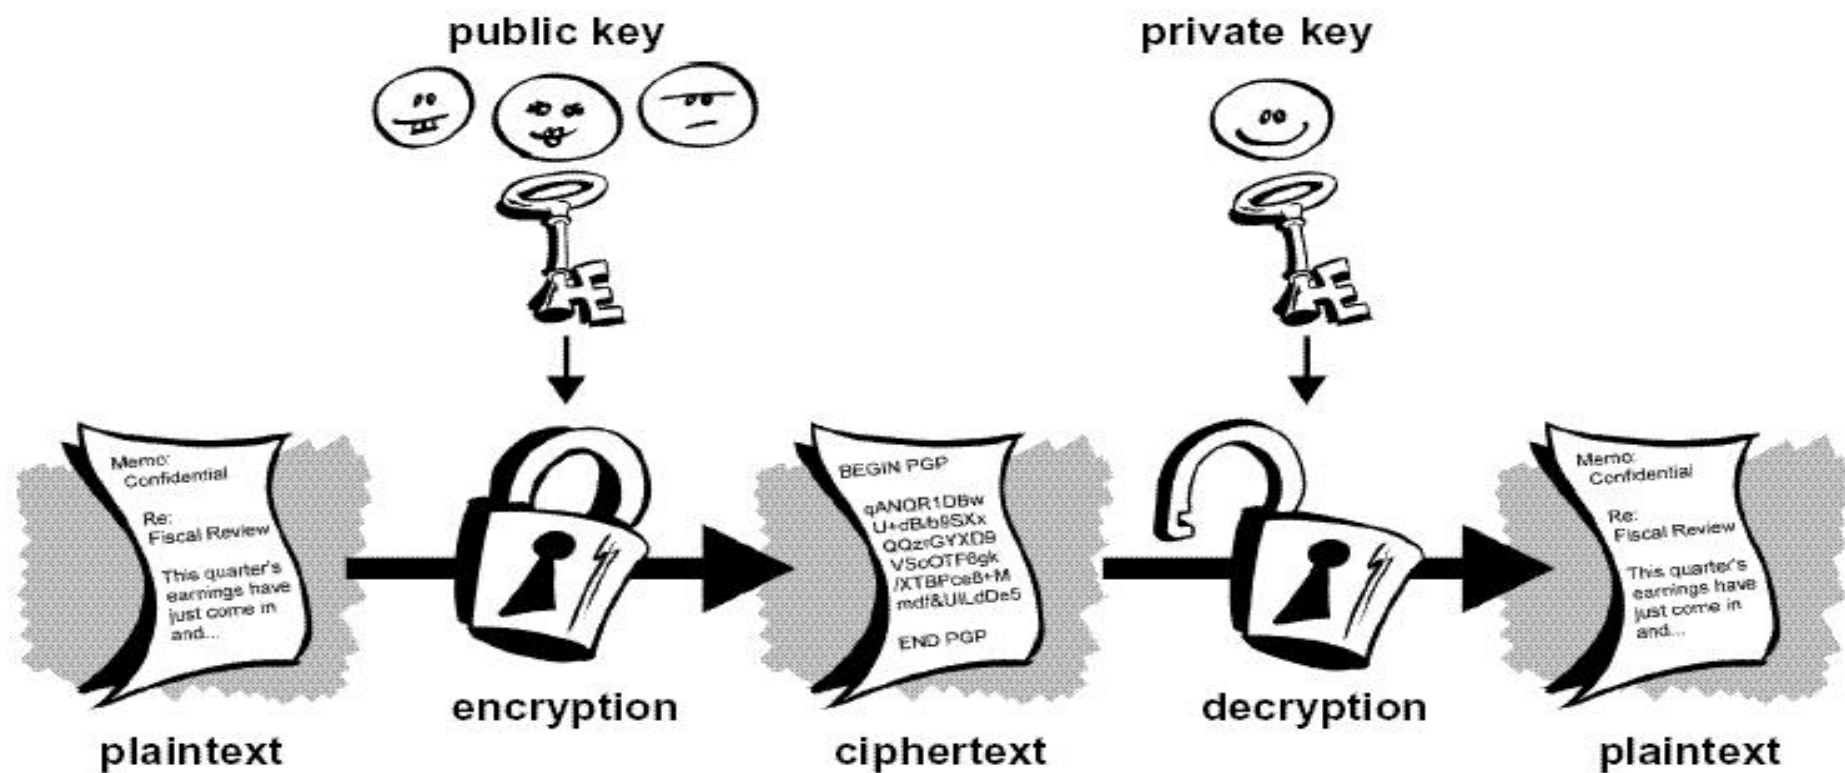 public key
private key
Memo:
Confidential
Re:
Fiscal Review
This quarter's
earnings have
just come in
and...
BEGIN PGP
qANQR1DBw
U+dB/b9SXx
QQzrGYXD9
VScOTF6gk
/XTBPce8+M
mdf&UlLdDe5
END PGP
Memo:
Confidential
Re:
Fiscal Review
This quarter's
earnings have
just come in
and...
encryption
decryption
plaintext
ciphertext
plaintext